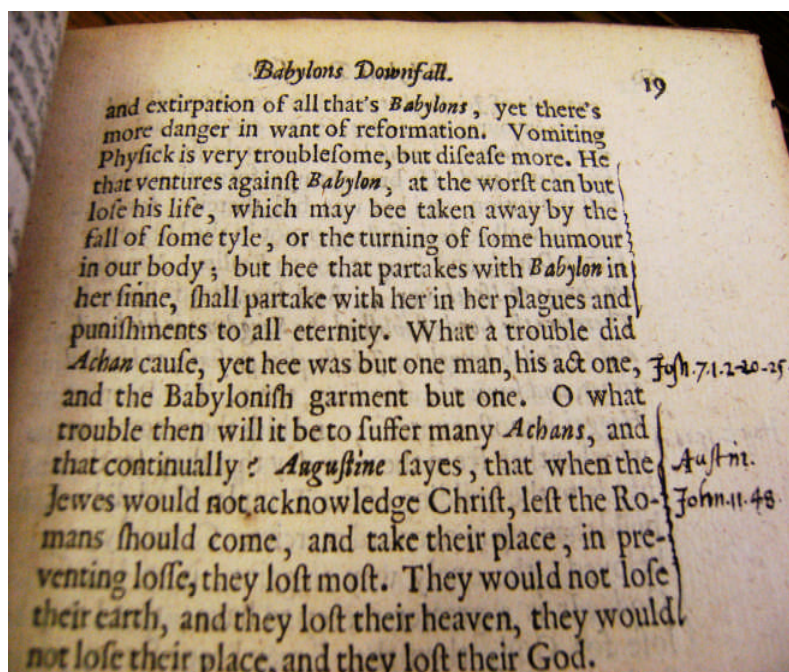 Babylons Downfall. 19
and extirpation of all that's Babylons, yet there's
more danger in want of reformation. Vomiting
Phyſick is very troubleſome, but diſeaſe more. He
that ventures againſt Babylon, at the worſt can but
loſe his life, which may bee taken away by the
fall of ſome tyle, or the turning of ſome humour
in our body; but hee that partakes with Babylon in
her ſinne, ſhall partake with her in her plagues and
puniſhments to all eternity. What a trouble did
Achan cauſe, yet hee was but one man, his act one, Joſh.7.1.2-20-25
and the Babyloniſh garment but one. O what
trouble then will it be to ſuffer many Achans, and
that continually? Auguſtine ſayes, that when the Auſtin.
Jewes would not acknowledge Chriſt, leſt the Ro- John.11.48
mans ſhould come, and take their place, in pre-
venting loſſe, they loſt moſt. They would not loſe
their earth, and they loſt their heaven, they would
not loſe their place, and they loſt their God.